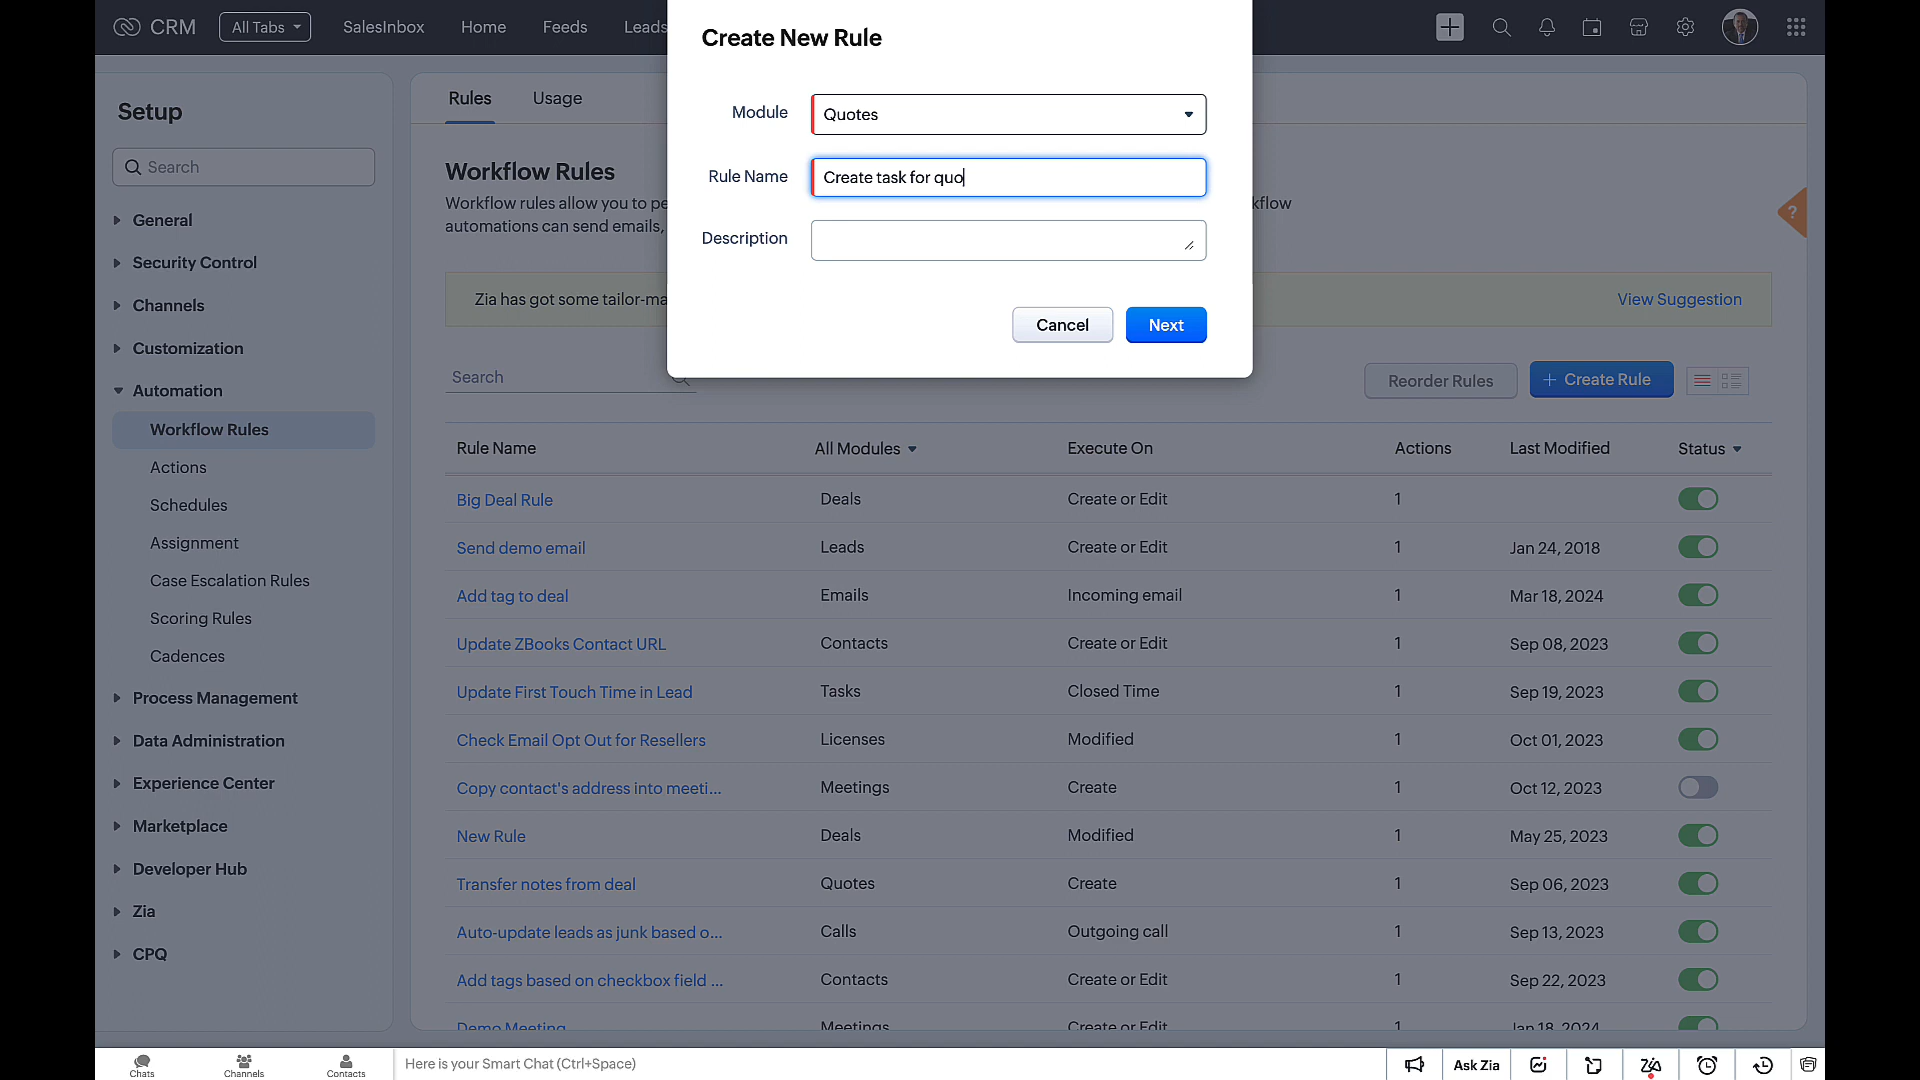 CRM
All Tabs
SalesInbox
Home
Feeds
Leads
Create New Rule
Module
Quotes
Rule Name
Create task for quo
Description
Cancel
Next
Setup
Search
General
Security Control
Channels
Customization
Automation
Workflow Rules
Actions
Schedules
Assignment
Case Escalation Rules
Scoring Rules
Cadences
Process Management
Data Administration
Experience Center
Marketplace
Developer Hub
Zia
CPQ
Rules
Usage
Workflow Rules
Workflow rules allow you to pe
kflow
automations can send emails,
?
Zia has got some tailor-ma
View Suggestion
Search
Reorder Rules
+ Create Rule
Rule Name All Modules Execute On Actions Last Modified Status
Big Deal Rule Deals Create or Edit 1
Send demo email Leads Create or Edit 1 Jan 24, 2018
Add tag to deal Emails Incoming email 1 Mar 18, 2024
Update ZBooks Contact URL Contacts Create or Edit 1 Sep 08, 2023
Update First Touch Time in Lead Tasks Closed Time 1 Sep 19, 2023
Check Email Opt Out for Resellers Licenses Modified 1 Oct 01, 2023
Copy contact's address into meeti... Meetings Create 1 Oct 12, 2023
New Rule Deals Modified 1 May 25, 2023
Transfer notes from deal Quotes Create 1 Sep 06, 2023
Auto-update leads as junk based o... Calls Outgoing call 1 Sep 13, 2023
Add tags based on checkbox field ... Contacts Create or Edit 1 Sep 22, 2023
Demo Meeting Meetings Create or Edit 1 Jan 18, 2024
Chats
Channels
Contacts
Here is your Smart Chat (Ctrl+Space)
Ask Zia